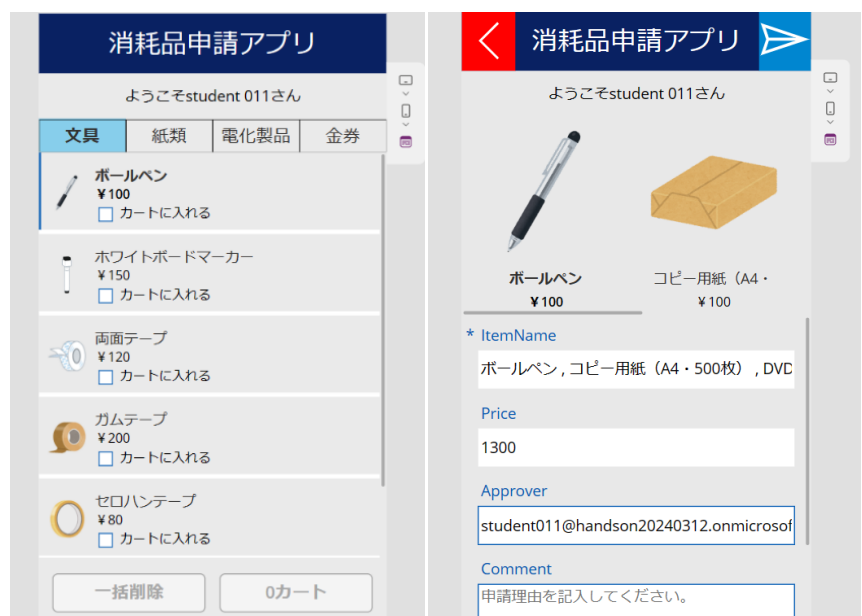 消耗品申請アプリ
ようこそstudent 011さん
文具 紙類 電化製品 金券
ボールペン
¥100
カートに入れる
ホワイトボードマーカー
¥150
カートに入れる
両面テープ
¥120
カートに入れる
ガムテープ
¥200
カートに入れる
セロハンテープ
¥80
カートに入れる
一括削除 0カート
消耗品申請アプリ
ようこそstudent 011さん
ボールペン コピー用紙（A4・
¥100 ¥100
* ItemName
ボールペン , コピー用紙（A4・500枚） , DVD
Price
1300
Approver
student011@handson20240312.onmicrosof
Comment
申請理由を記入してください。